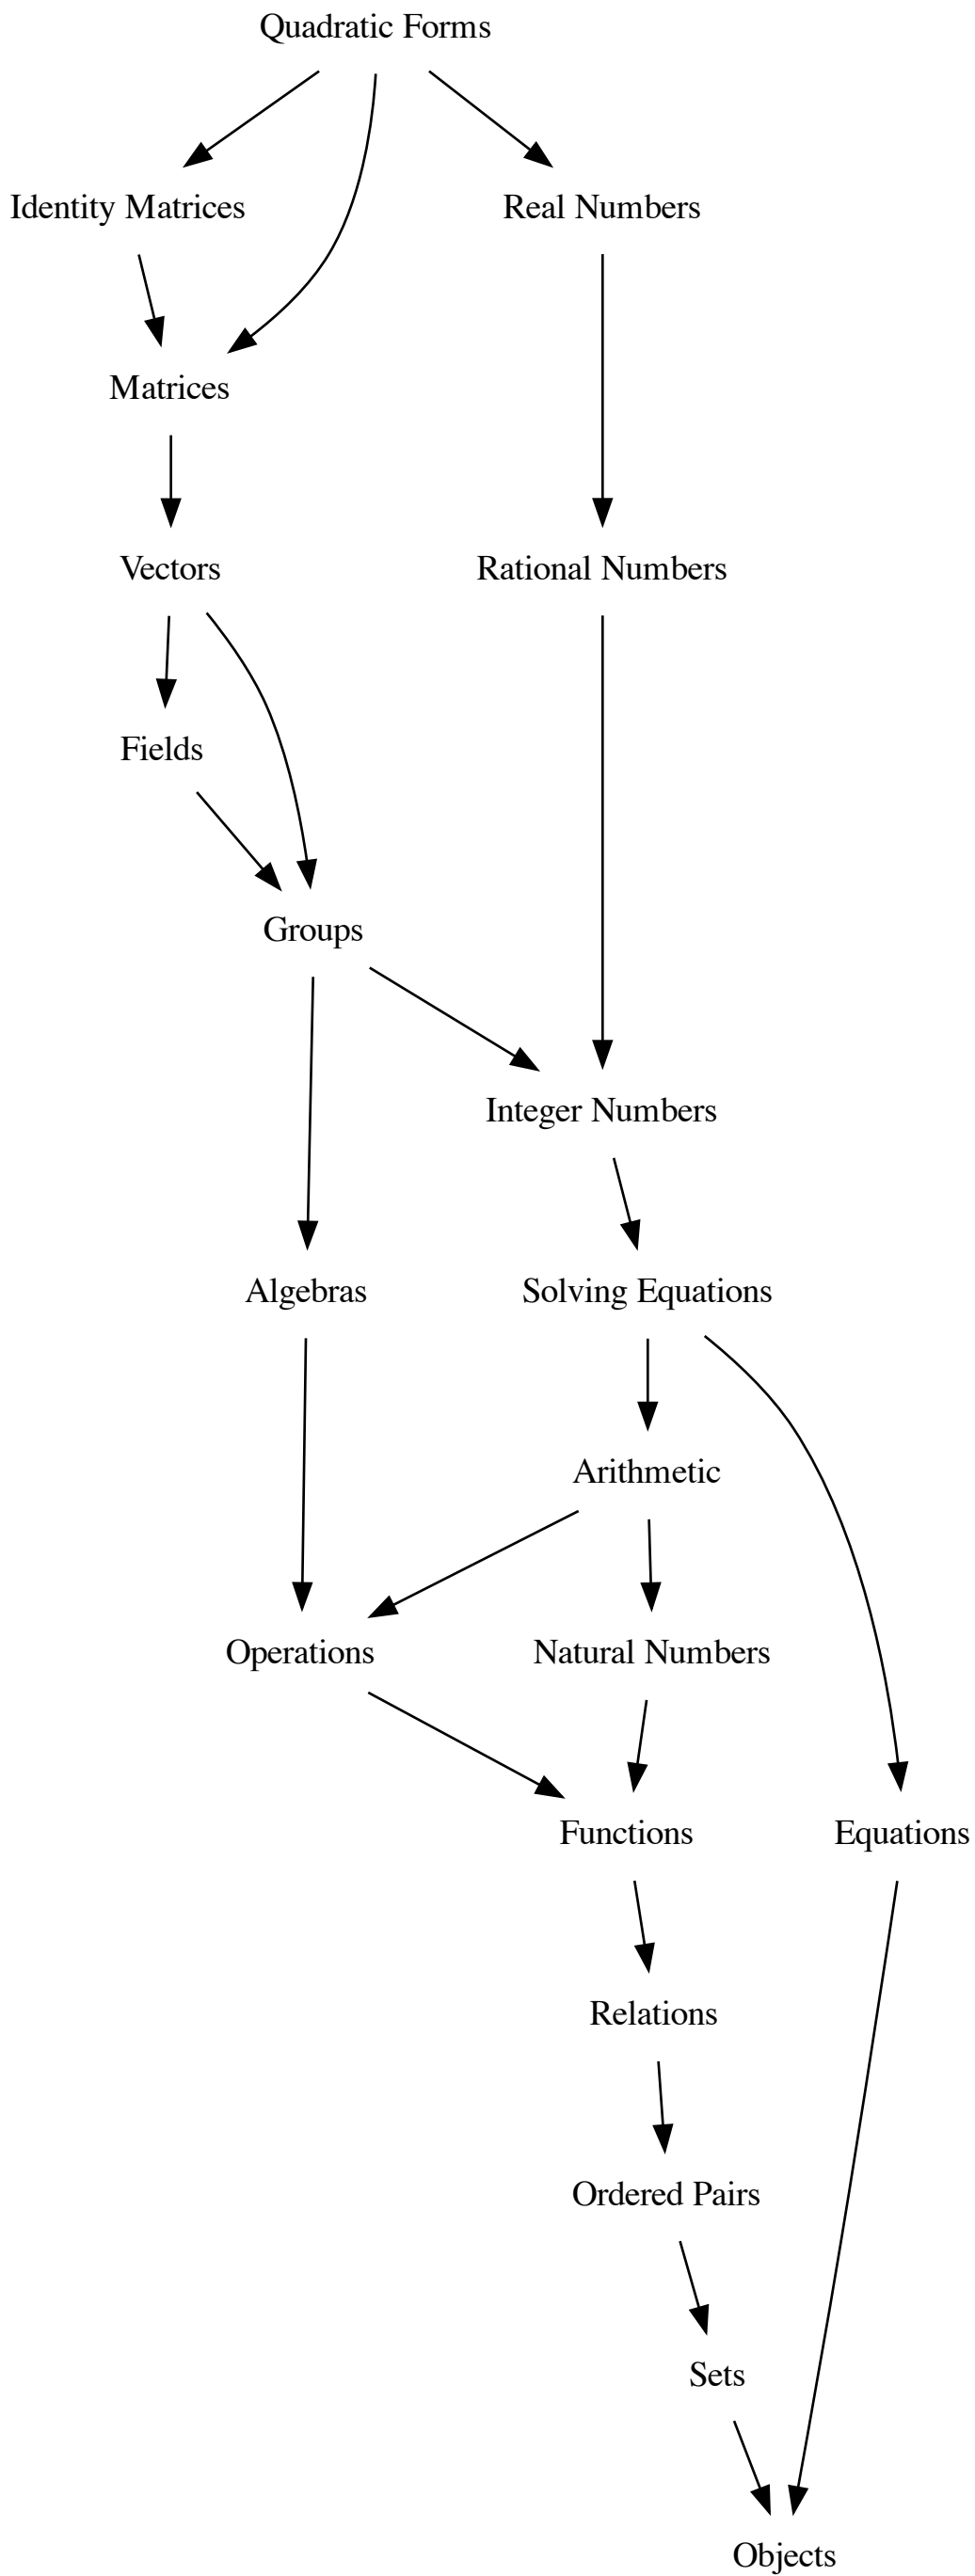 Quadratic Forms
Identity Matrices
Real Numbers
Matrices
Vectors
Rational Numbers
Fields
Groups
Integer Numbers
Algebras
Solving Equations
Arithmetic
Operations
Natural Numbers
Functions
Equations
Relations
Ordered Pairs
Sets
Objects